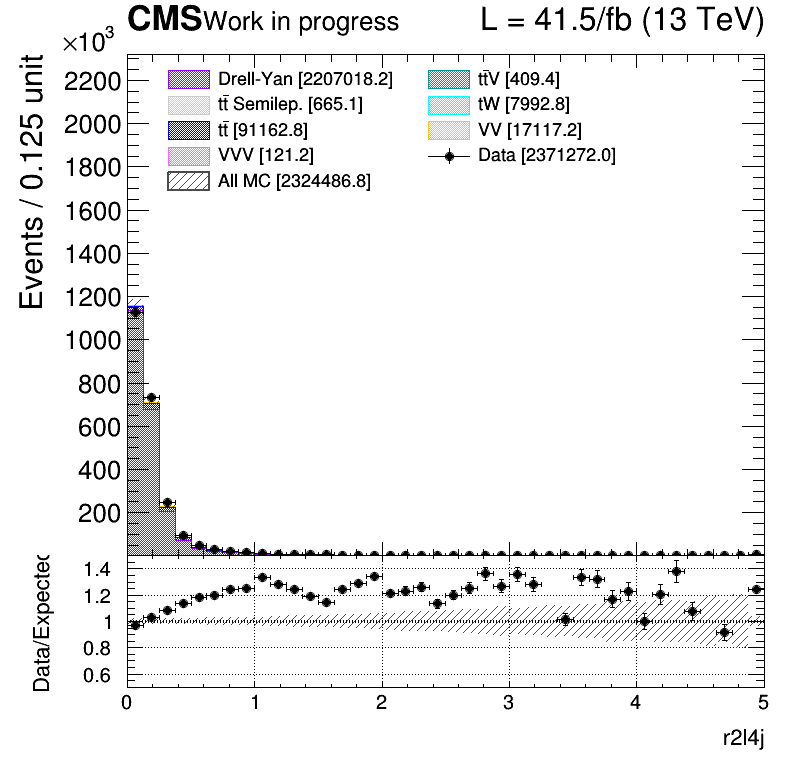 CMS Work in progress L = 41.5/fb (13 TeV)
×10³
Events / 0.125 unit
2200
2000
1800
1600
1400
1200
1000
800
600
400
200
Drell-Yan [2207018.2]
tt̄ Semilep. [665.1]
tt̄ [91162.8]
VVV [121.2]
All MC [2324486.8]
tt̄V [409.4]
tW [7992.8]
VV [17117.2]
Data [2371272.0]
Data/Expected
1.4
1.2
1
0.8
0.6
0 1 2 3 4 5
r2l4j